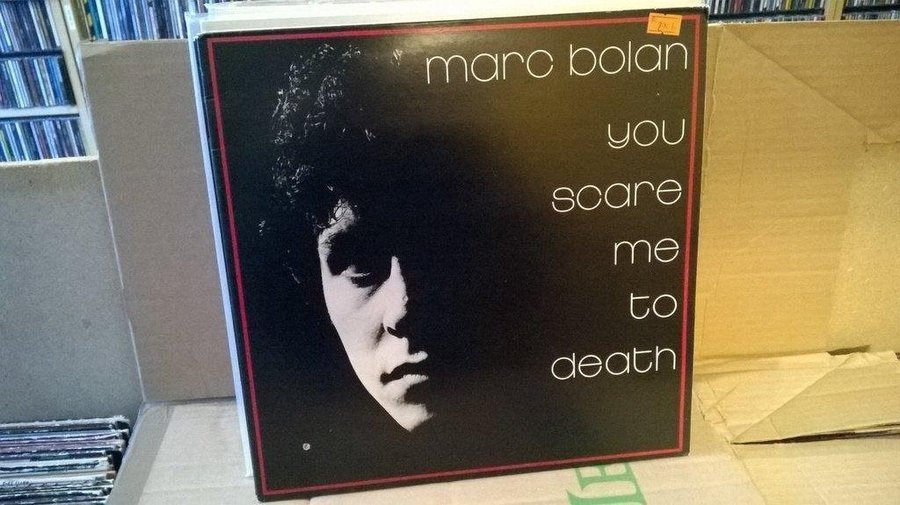 marc bolan
you
scare
me
to
death